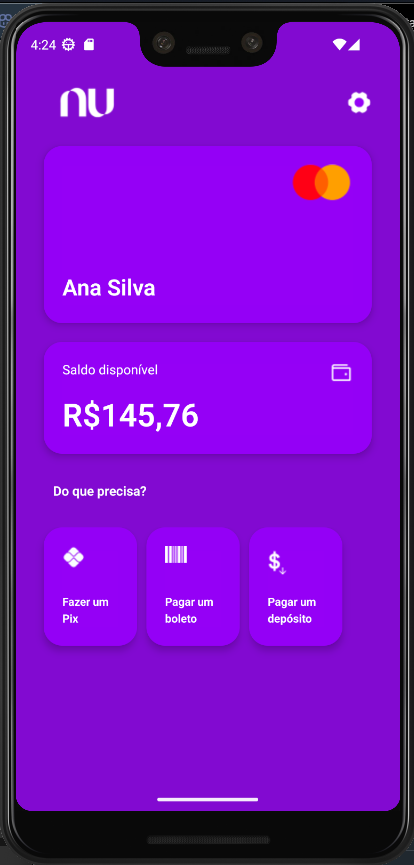 4:24
nu
Ana Silva
Saldo disponível
R$145,76
Do que precisa?
Fazer um
Pix
Pagar um
boleto
Pagar um
depósito